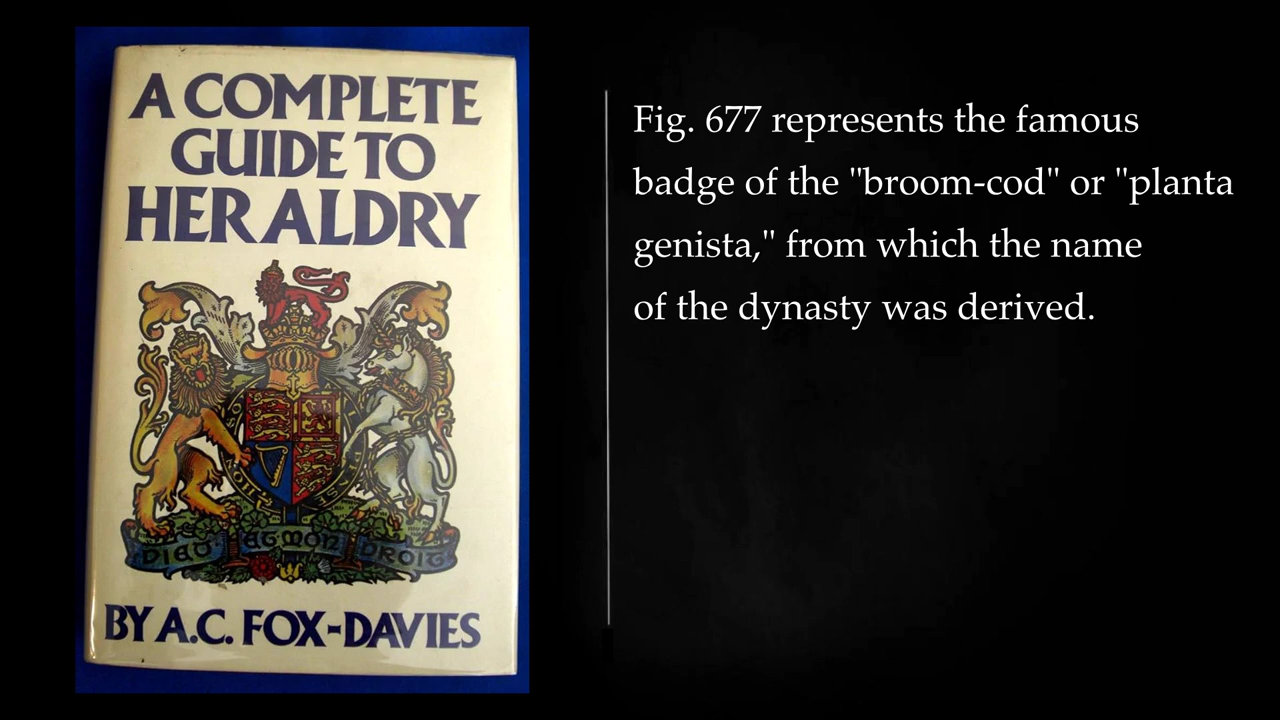 A COMPLETE
GUIDE TO
HERALDRY
DIEU ET MON DROIT
BY A.C. FOX-DAVIES
Fig. 677 represents the famous
badge of the "broom-cod" or "planta
genista," from which the name
of the dynasty was derived.